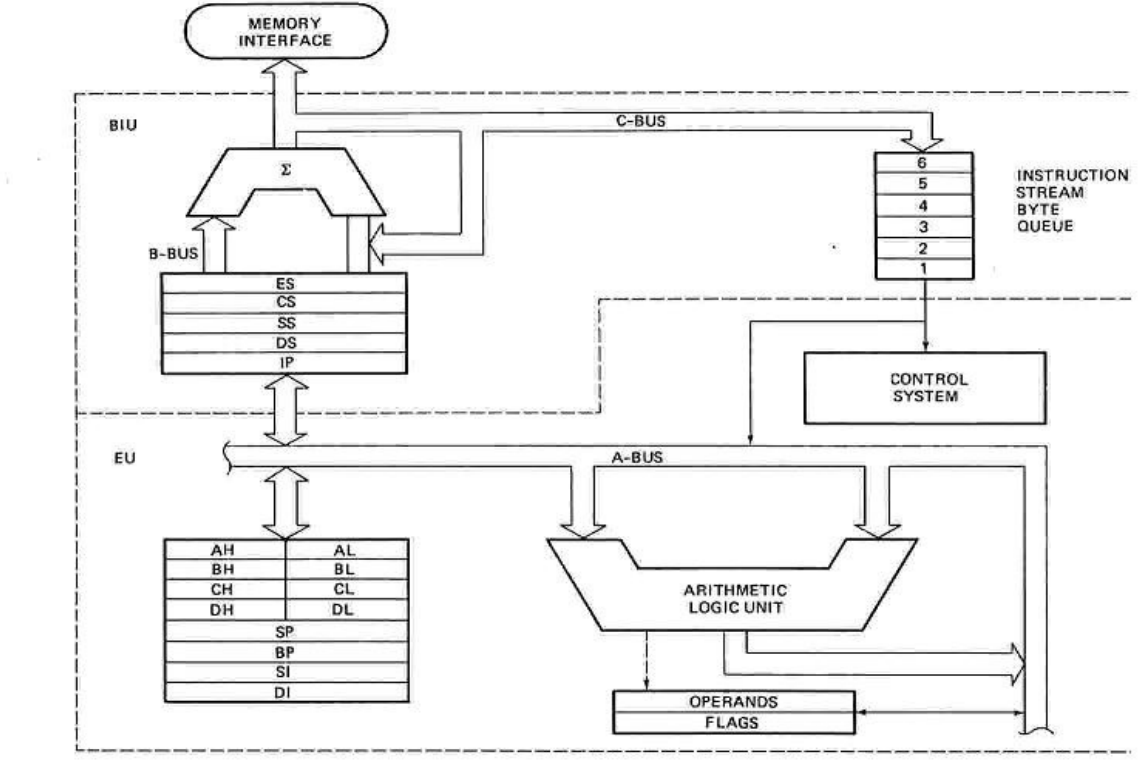 MEMORY
INTERFACE
BIU
C-BUS
Σ
B-BUS
6
5
4
3
2
1
INSTRUCTION
STREAM
BYTE
QUEUE
ES
CS
SS
DS
IP
CONTROL
SYSTEM
EU
A-BUS
AH AL
BH BL
CH CL
DH DL
SP
BP
SI
DI
ARITHMETIC
LOGIC UNIT
OPERANDS
FLAGS